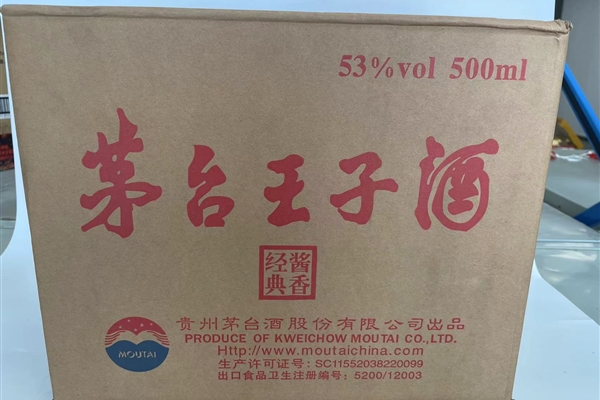 53%vol 500ml
茅台王子酒
经酱
典香
贵州茅台酒股份有限公司出品
PRODUCE OF KWEICHOW MOUTAI CO.,LTD.
Http://www.moutaichina.com
生产许可证号：SC11552038220099
出口食品卫生注册编号：5200/12003
MOUTAI